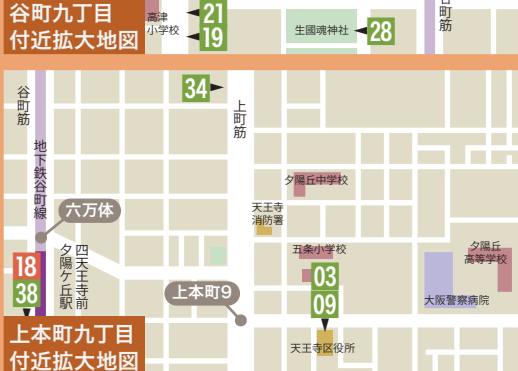 谷町九丁目
付近拡大地図
高津
小学校
21
19
生國魂神社
28
町筋
谷町筋
34
上町筋
地下鉄谷町線
夕陽丘中学校
六万体
天王寺
消防署
四天王寺前
夕陽ケ丘駅
五条小学校
夕陽丘
高等学校
18
38
03
09
上本町9
大阪警察病院
上本町九丁目
付近拡大地図
天王寺区役所